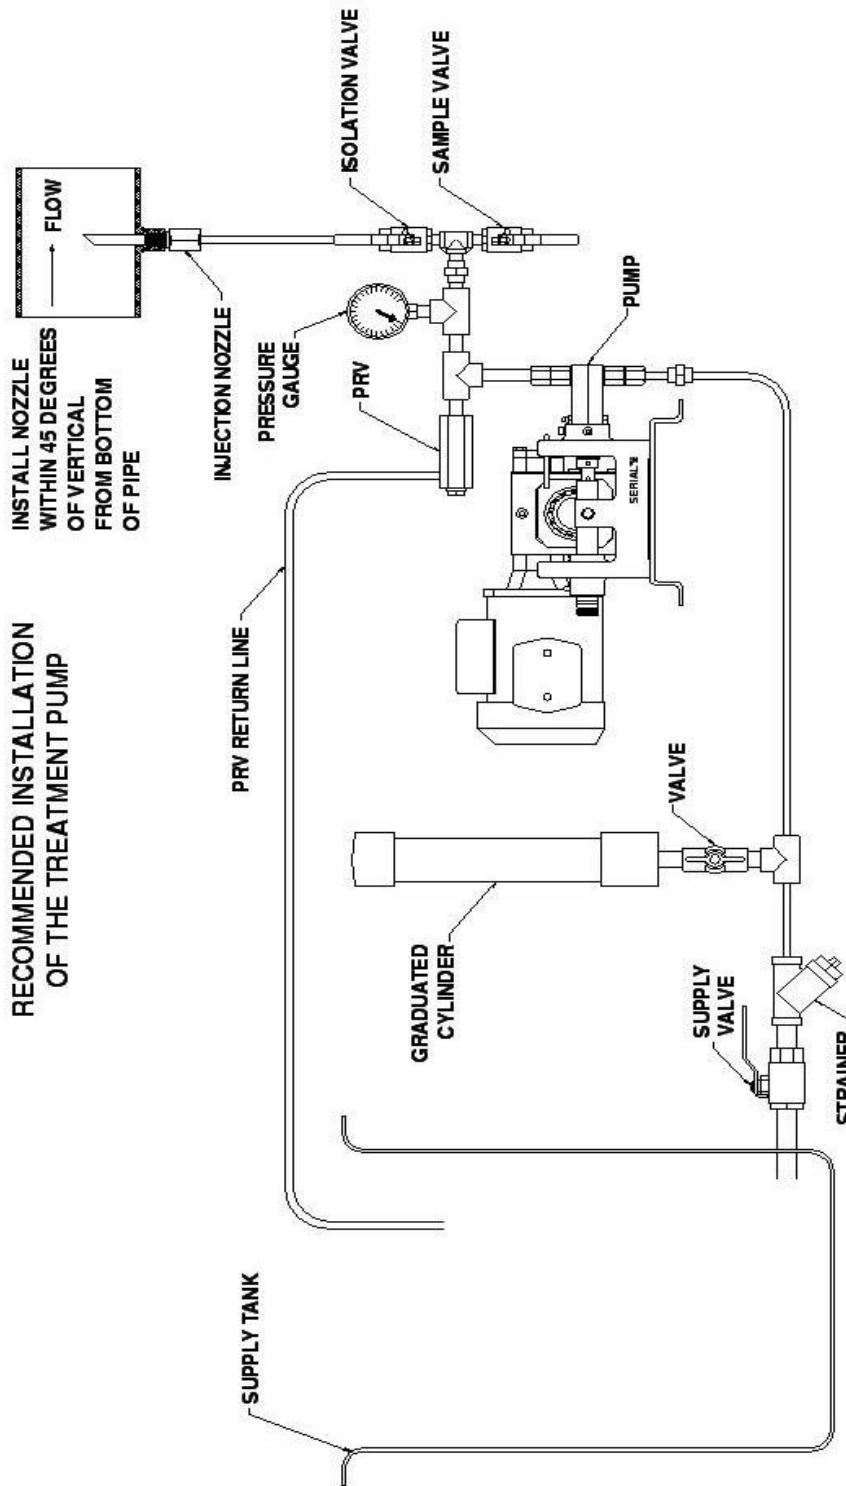 RECOMMENDED INSTALLATION
OF THE TREATMENT PUMP
INSTALL NOZZLE
WITHIN 45 DEGREES
OF VERTICAL
FROM BOTTOM
OF PIPE
FLOW
INJECTION NOZZLE
ISOLATION VALVE
PRESSURE
GAUGE
PRV
SAMPLE VALVE
PRV RETURN LINE
PUMP
SERIAL
SUPPLY TANK
GRADUATED
CYLINDER
VALVE
SUPPLY
VALVE
STRAINER